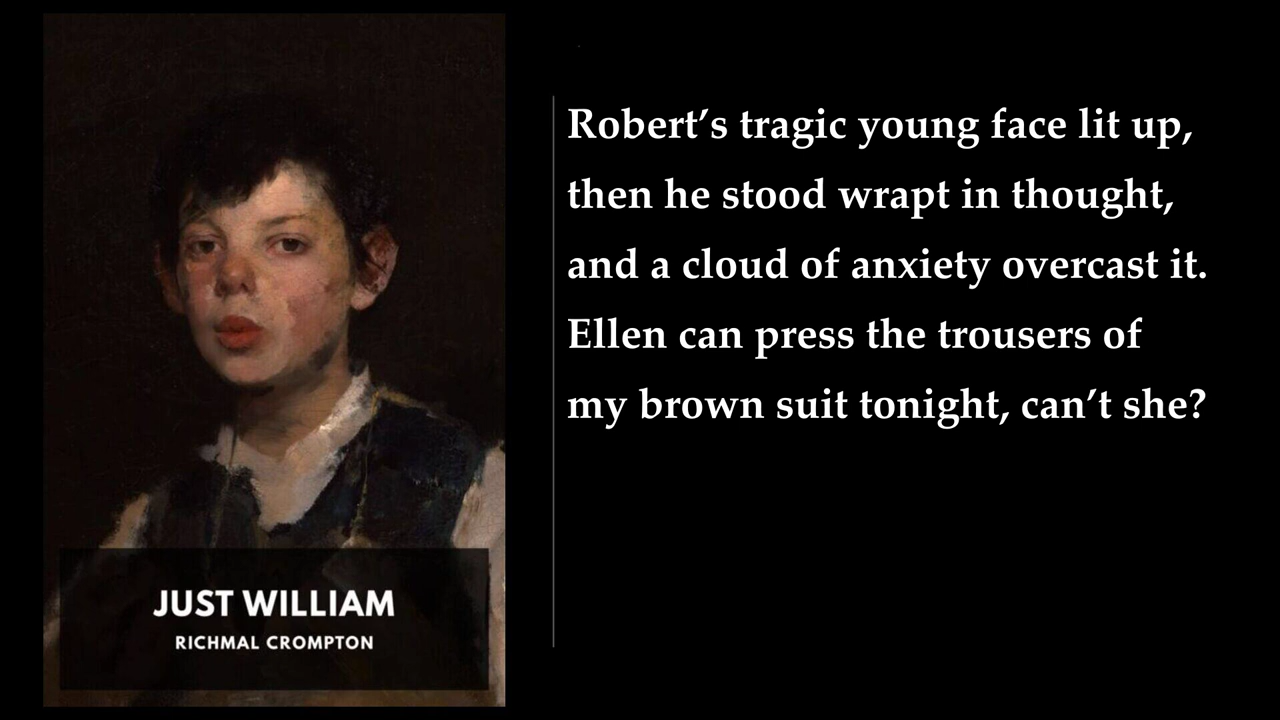 JUST WILLIAM
RICHMAL CROMPTON
Robert’s tragic young face lit up,
then he stood wrapt in thought,
and a cloud of anxiety overcast it.
Ellen can press the trousers of
my brown suit tonight, can’t she?